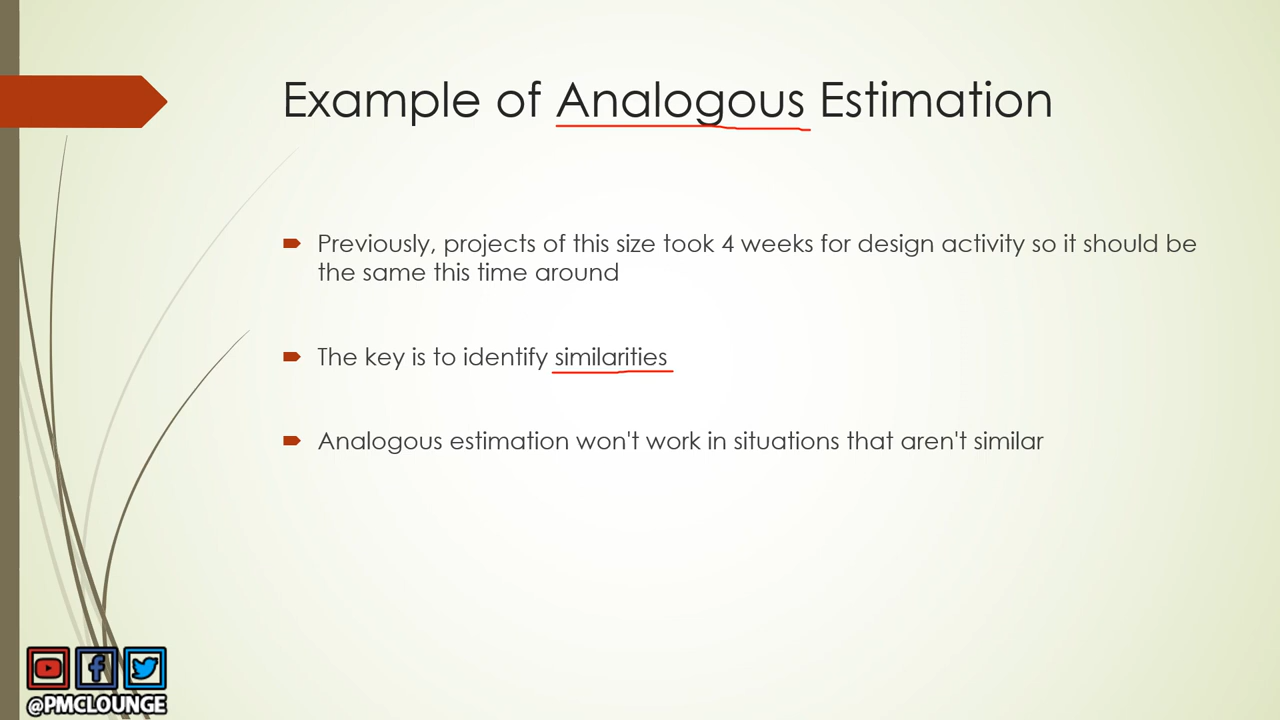 Example of Analogous Estimation
Previously, projects of this size took 4 weeks for design activity so it should be
the same this time around
The key is to identify similarities
Analogous estimation won't work in situations that aren't similar
@PMCLOUNGE